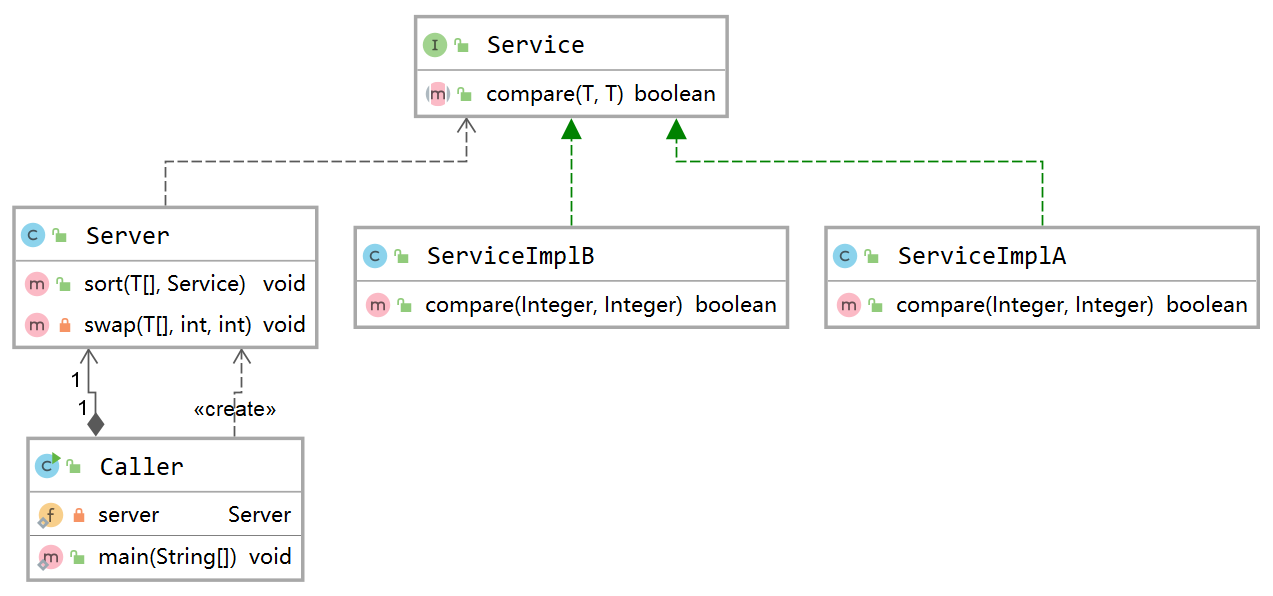 I Service
m compare(T, T) boolean
C Server
m sort(T[], Service) void
m swap(T[], int, int) void
C ServiceImplB
m compare(Integer, Integer) boolean
C ServiceImplA
m compare(Integer, Integer) boolean
1
1
«create»
C Caller
f server Server
m main(String[]) void